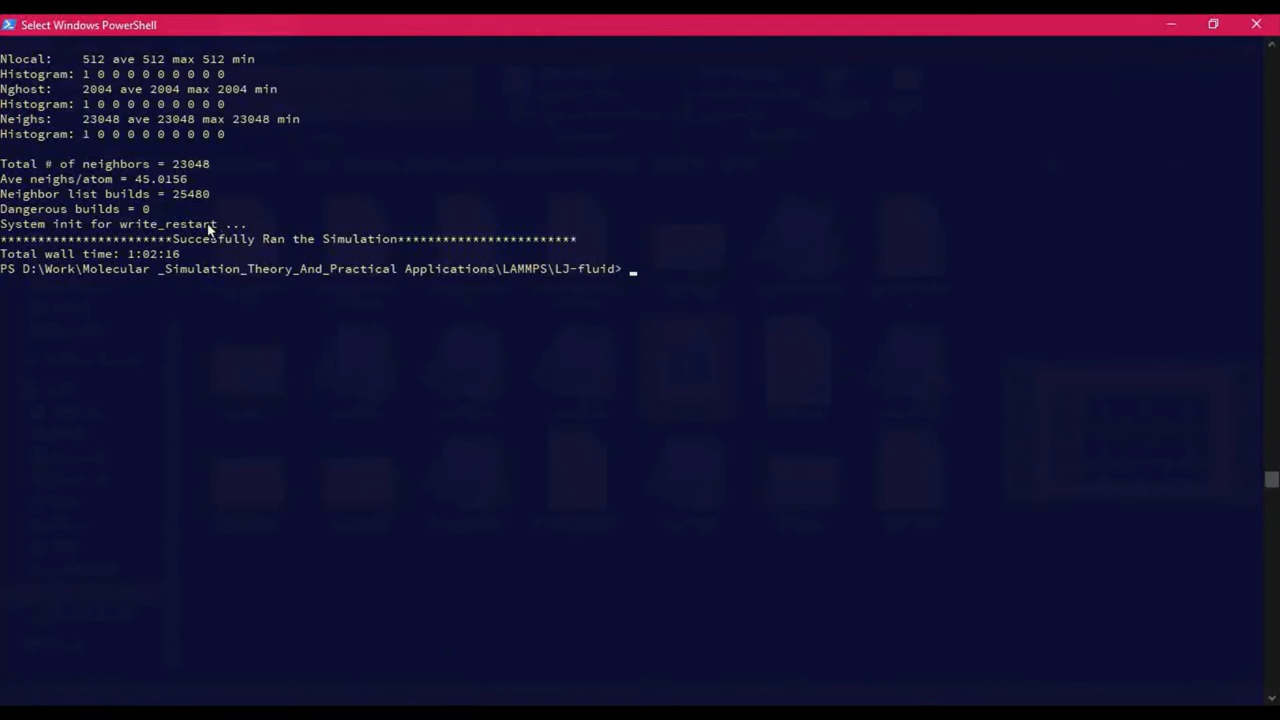 Select Windows PowerShell
Nlocal:    512 ave 512 max 512 min
Histogram: 1 0 0 0 0 0 0 0 0 0
Nghost:    2004 ave 2004 max 2004 min
Histogram: 1 0 0 0 0 0 0 0 0 0
Neighs:    23048 ave 23048 max 23048 min
Histogram: 1 0 0 0 0 0 0 0 0 0
Total # of neighbors = 23048
Ave neighs/atom = 45.0156
Neighbor list builds = 25480
Dangerous builds = 0
System init for write_restart ...
***********************Succesfully Ran the Simulation************************
Total wall time: 1:02:16
PS D:\Work\Molecular _Simulation_Theory_And_Practical Applications\LAMMPS\LJ-fluid>